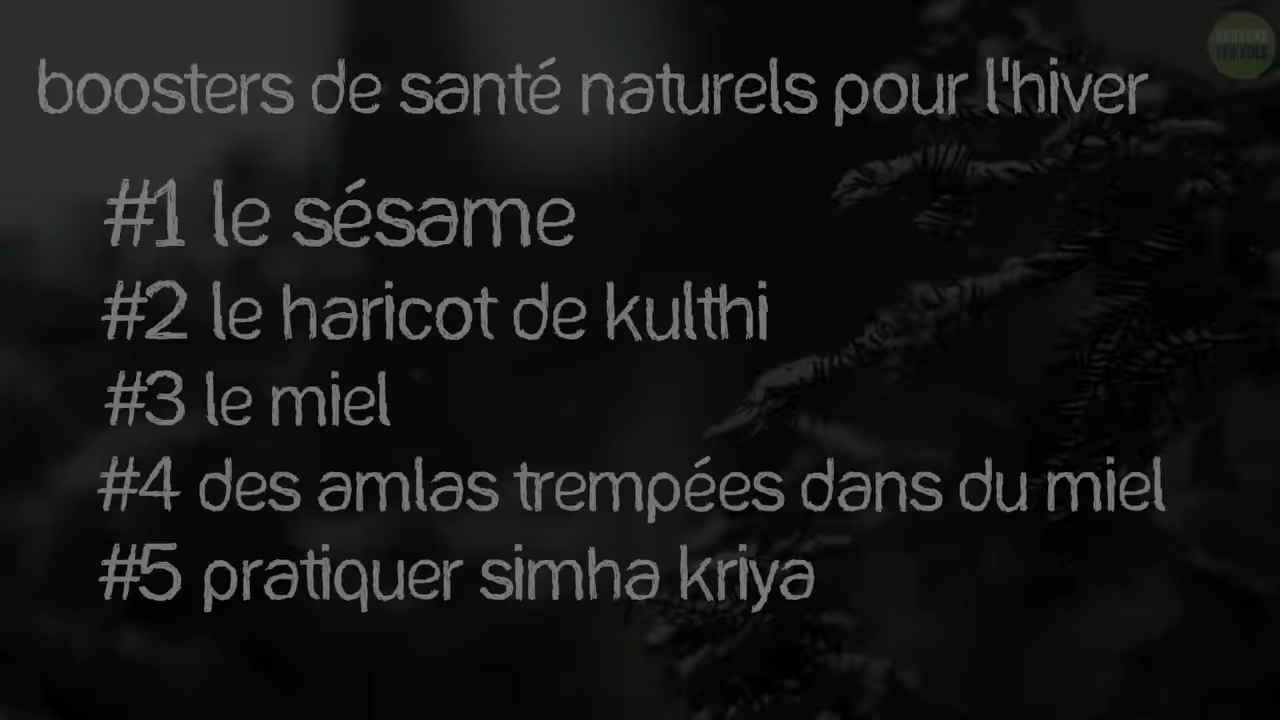 boosters de santé naturels pour l'hiver
#1 le sésame
#2 le haricot de kulthi
#3 le miel
#4 des amlas trempées dans du miel
#5 pratiquer simha kriya